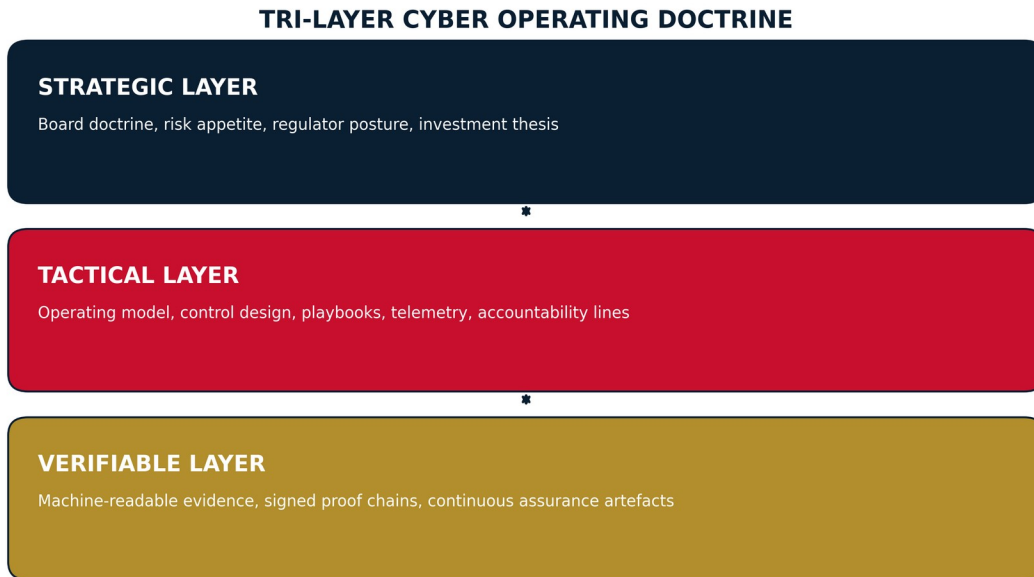 TRI-LAYER CYBER OPERATING DOCTRINE
STRATEGIC LAYER
Board doctrine, risk appetite, regulator posture, investment thesis
TACTICAL LAYER
Operating model, control design, playbooks, telemetry, accountability lines
VERIFIABLE LAYER
Machine-readable evidence, signed proof chains, continuous assurance artefacts